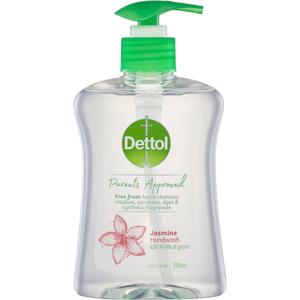 Dettol
Parents Approved
Free from: harsh chemical
residues, parabens, dyes &
synthetic fragrances
Jasmine
Handwash
kills 99.9% of germs
250ml